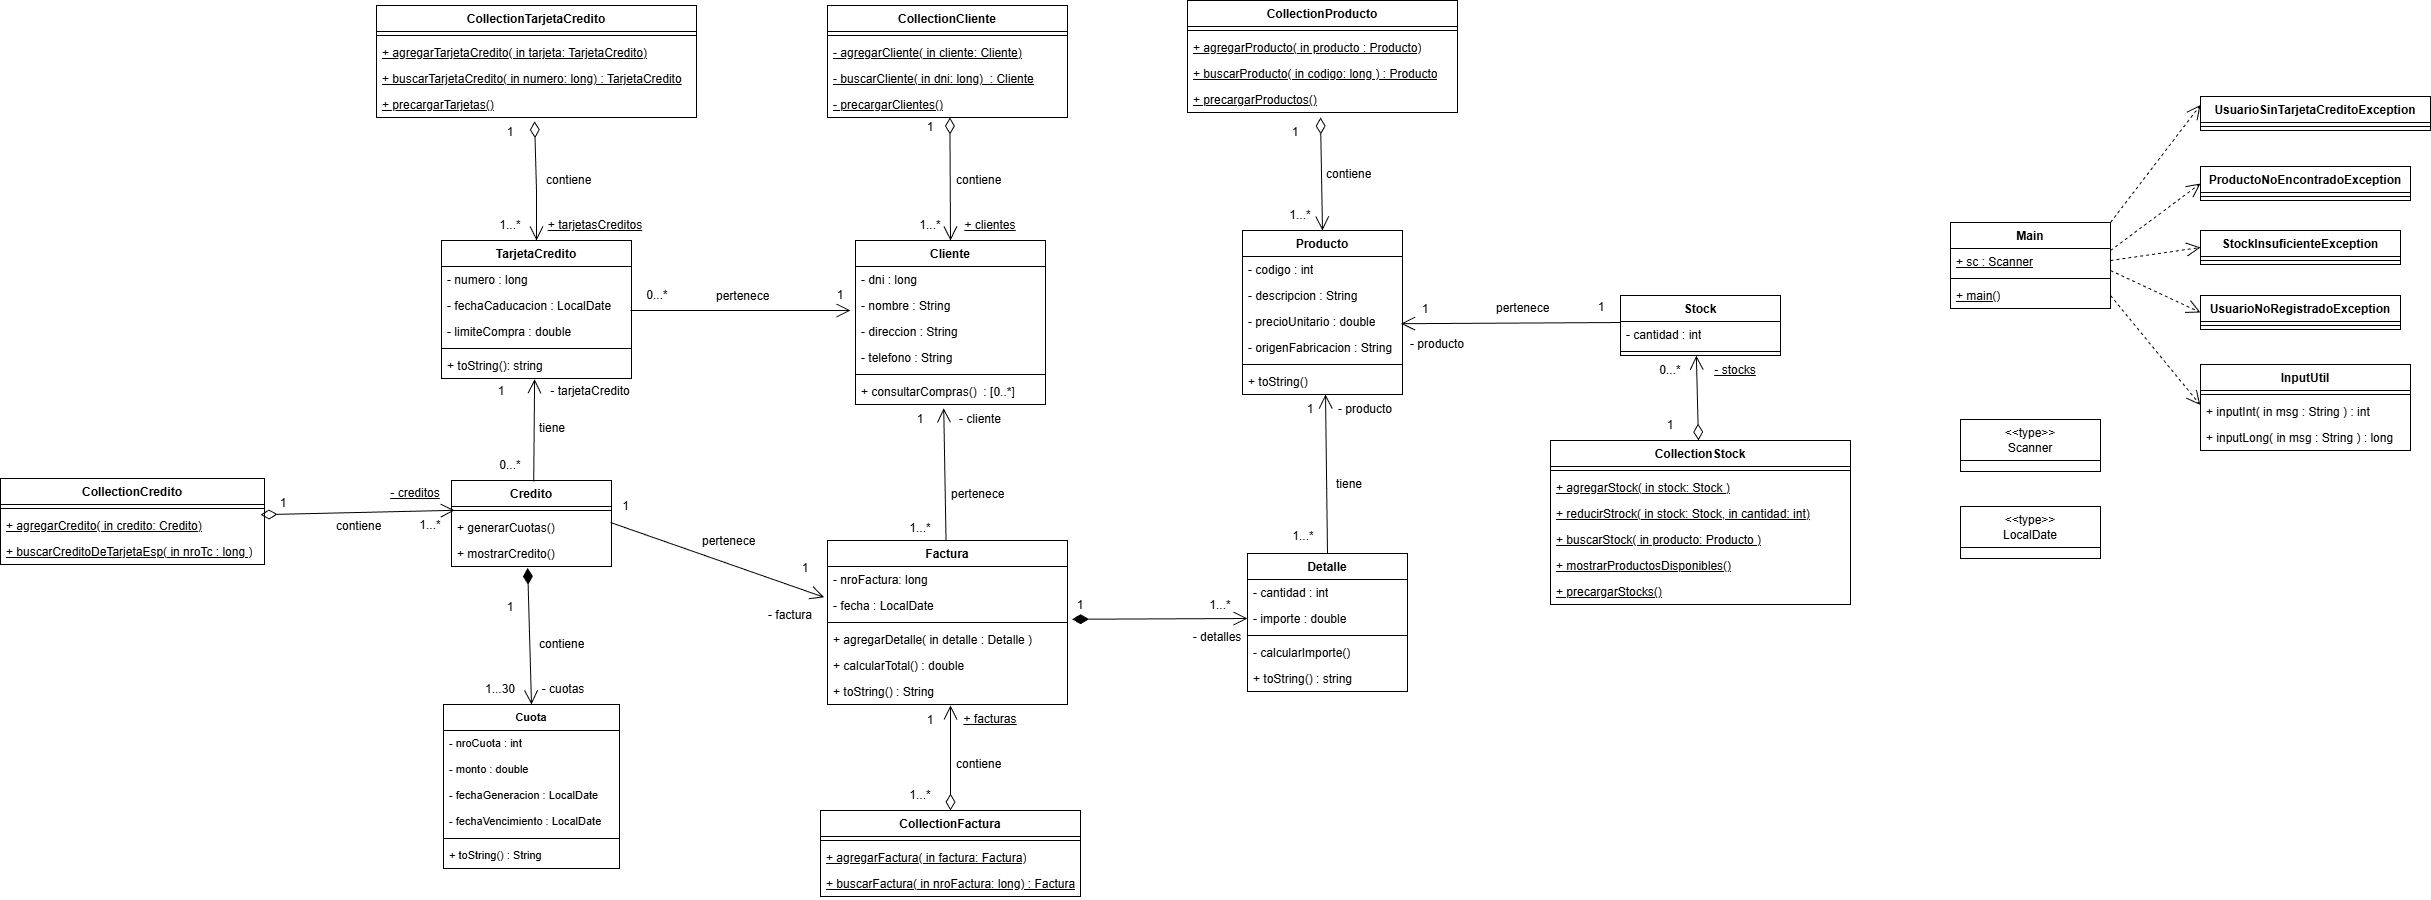 CollectionTarjetaCredito
+ agregarTarjetaCredito( in tarjeta: TarjetaCredito)
+ buscarTarjetaCredito( in numero: long) : TarjetaCredito
+ precargarTarjetas()
1
contiene
1...*
+ tarjetasCreditos
CollectionCliente
- agregarCliente( in cliente: Cliente)
- buscarCliente( in dni: long)  : Cliente
- precargarClientes()
1
contiene
1...*
+ clientes
CollectionProducto
+ agregarProducto( in producto : Producto)
+ buscarProducto( in codigo: long ) : Producto
+ precargarProductos()
1
contiene
1...*
TarjetaCredito
- numero : long
- fechaCaducacion : LocalDate
- limiteCompra : double
+ toString(): string
0...*
pertenece
1
Cliente
- dni : long
- nombre : String
- direccion : String
- telefono : String
+ consultarCompras()  : [0..*]
Producto
- codigo : int
- descripcion : String
- precioUnitario : double
- origenFabricacion : String
+ toString()
1
pertenece
1
- producto
Stock
- cantidad : int
0...*
- stocks
1
CollectionStock
+ agregarStock( in stock: Stock )
+ reducirStrock( in stock: Stock, in cantidad: int)
+ buscarStock( in producto: Producto )
+ mostrarProductosDisponibles()
+ precargarStocks()
1
- tarjetaCredito
tiene
0...*
1
- cliente
pertenece
1...*
1
- producto
tiene
1...*
CollectionCredito
+ agregarCredito( in credito: Credito)
+ buscarCreditoDeTarjetaEsp( in nroTc : long )
1
contiene
- creditos
1...*
Credito
+ generarCuotas()
+ mostrarCredito()
1
pertenece
1
- factura
1
contiene
1...30
- cuotas
Cuota
- nroCuota : int
- monto : double
- fechaGeneracion : LocalDate
- fechaVencimiento : LocalDate
+ toString() : String
Factura
- nroFactura: long
- fecha : LocalDate
+ agregarDetalle( in detalle : Detalle )
+ calcularTotal() : double
+ toString() : String
1
1...*
- detalles
Detalle
- cantidad : int
- importe : double
- calcularImporte()
+ toString() : string
1
+ facturas
contiene
1...*
CollectionFactura
+ agregarFactura( in factura: Factura)
+ buscarFactura( in nroFactura: long) : Factura
Main
+ sc : Scanner
+ main()
UsuarioSinTarjetaCreditoException
ProductoNoEncontradoException
StockInsuficienteException
UsuarioNoRegistradoException
InputUtil
+ inputInt( in msg : String ) : int
+ inputLong( in msg : String ) : long
<<type>>
Scanner
<<type>>
LocalDate